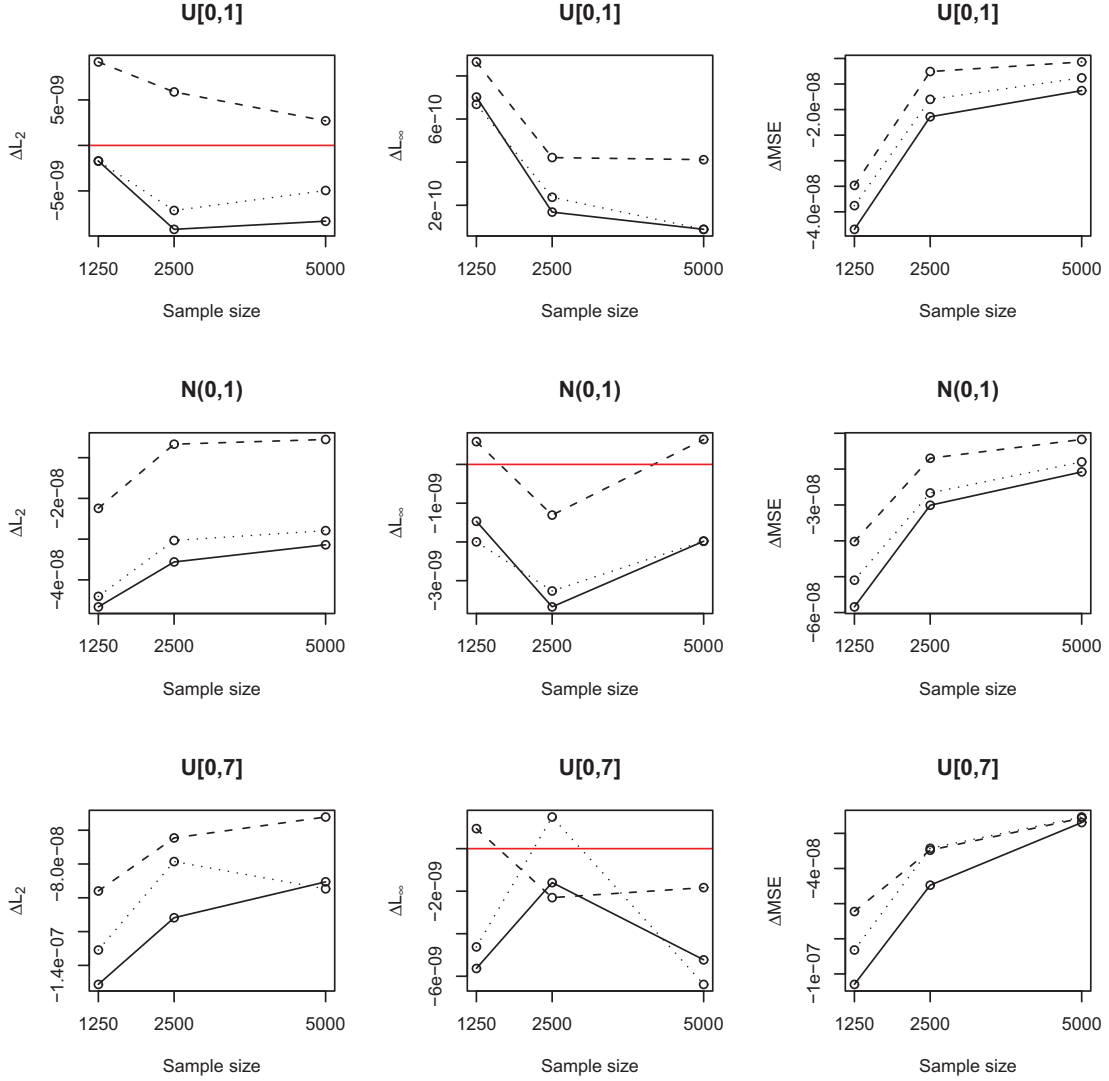 U[0,1]
U[0,1]
U[0,1]
ΔL₂
−5e−09
5e−09
1250
2500
5000
Sample size
ΔL∞
2e−10
6e−10
1250
2500
5000
Sample size
ΔMSE
−4.0e−08
−2.0e−08
1250
2500
5000
Sample size
N(0,1)
N(0,1)
N(0,1)
ΔL₂
−4e−08
−2e−08
1250
2500
5000
Sample size
ΔL∞
−3e−09
−1e−09
1250
2500
5000
Sample size
ΔMSE
−6e−08
−3e−08
1250
2500
5000
Sample size
U[0,7]
U[0,7]
U[0,7]
ΔL₂
−1.4e−07
−8.0e−08
1250
2500
5000
Sample size
ΔL∞
−6e−09
−2e−09
1250
2500
5000
Sample size
ΔMSE
−1e−07
−4e−08
1250
2500
5000
Sample size